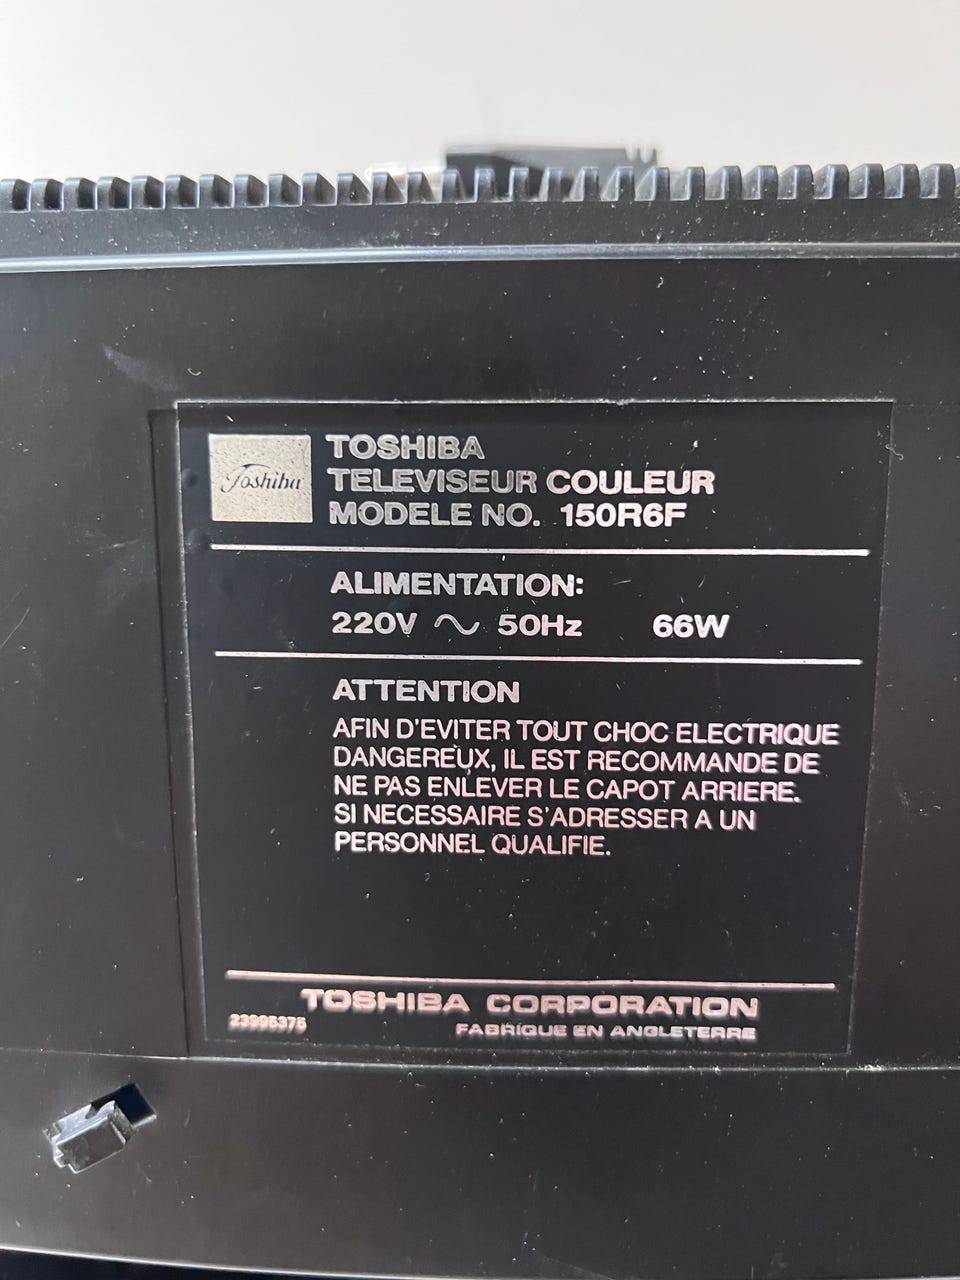 Toshiba
TOSHIBA
TELEVISEUR COULEUR
MODELE NO. 150R6F
ALIMENTATION:
220V ∿ 50Hz 66W
ATTENTION
AFIN D'EVITER TOUT CHOC ELECTRIQUE
DANGEREUX, IL EST RECOMMANDE DE
NE PAS ENLEVER LE CAPOT ARRIERE.
SI NECESSAIRE S'ADRESSER A UN
PERSONNEL QUALIFIE.
TOSHIBA CORPORATION
23995375 FABRIQUE EN ANGLETERRE